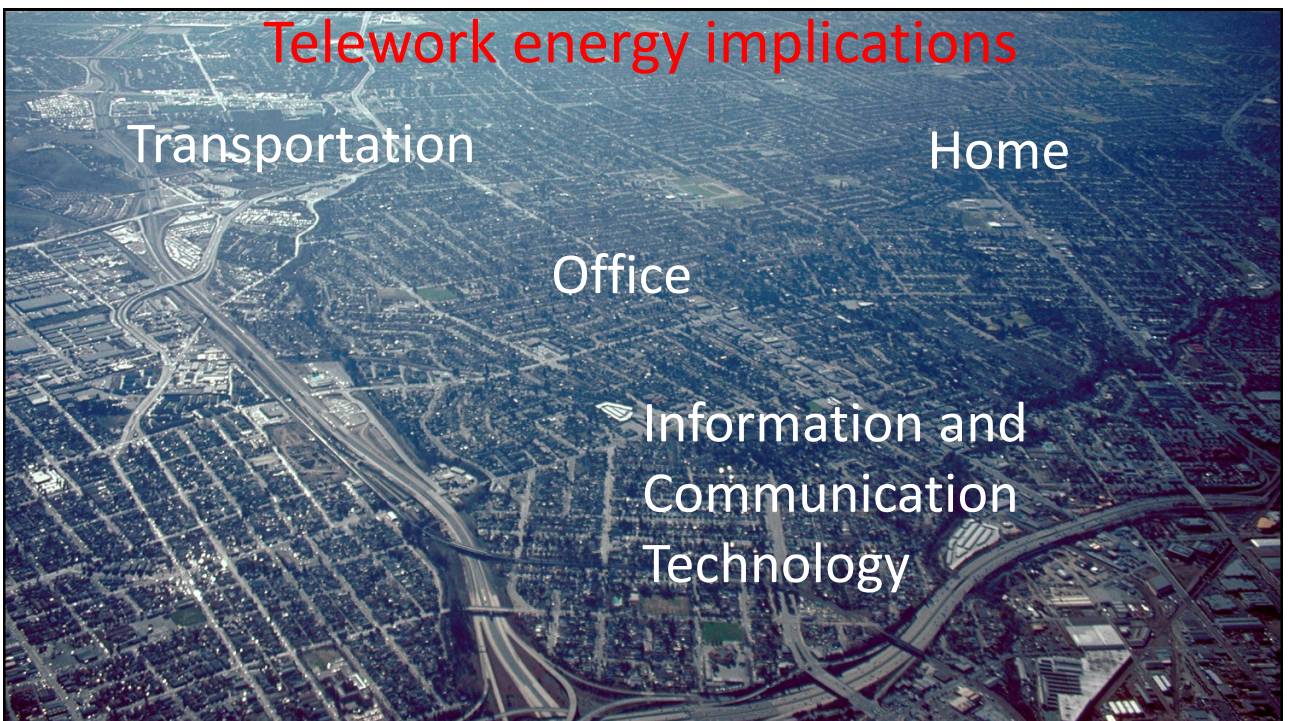 Telework energy implications
Transportation
Home
Office
Information and
Communication
Technology